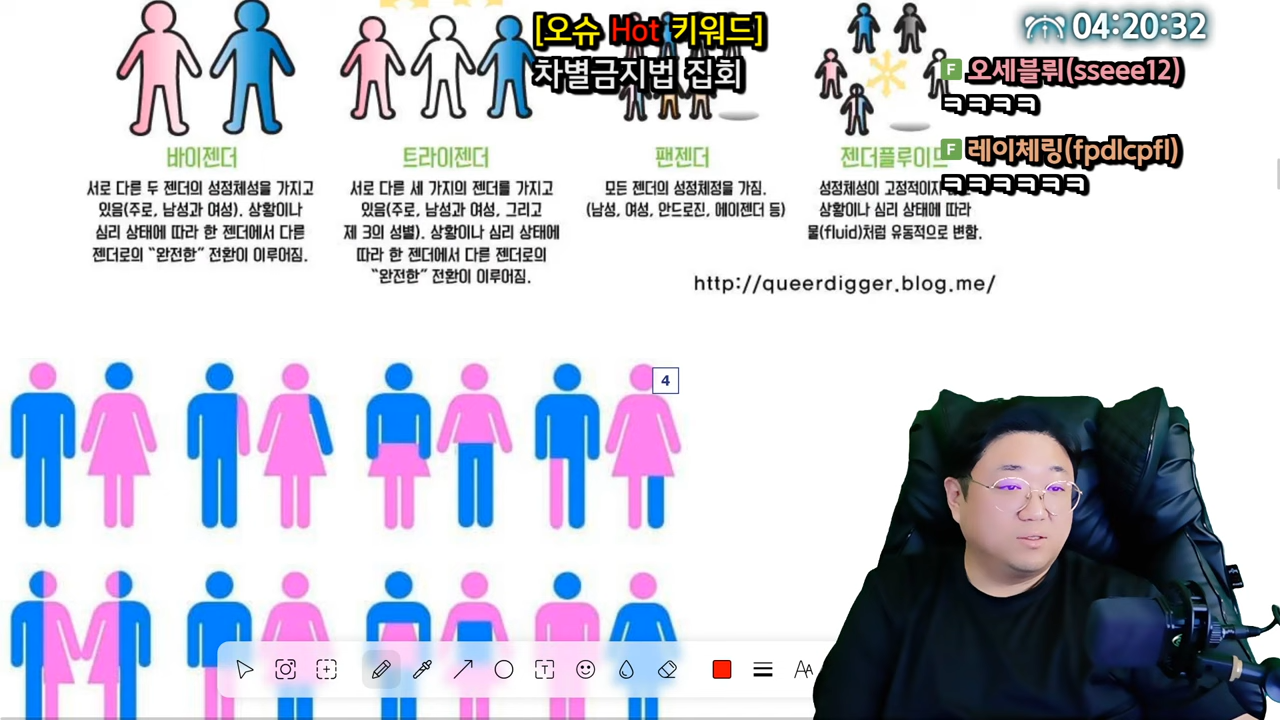 [오슈 Hot 키워드]
차별금지법 집회
04:20:32
F 오세블뤼(sseee12)
ㅋㅋㅋㅋ
F 레이체링(fpdlcpfl)
ㅋㅋㅋㅋㅋㅋ
바이젠더
서로 다른 두 젠더의 성정체성을 가지고
있음(주로, 남성과 여성). 상황이나
심리 상태에 따라 한 젠더에서 다른
젠더로의 “완전한” 전환이 이루어짐.
트라이젠더
서로 다른 세 가지의 젠더를 가지고
있음(주로, 남성과 여성, 그리고
제 3의 성별). 상황이나 심리 상태에
따라 한 젠더에서 다른 젠더로의
“완전한” 전환이 이루어짐.
팬젠더
모든 젠더의 성정체정을 가짐.
(남성, 여성, 안드로진, 에이젠더 등)
젠더플루이드
성정체성이 고정적이지
상황이나 심리 상태에 따라
물(fluid)처럼 유동적으로 변함.
http://queerdigger.blog.me/
4
T
AA